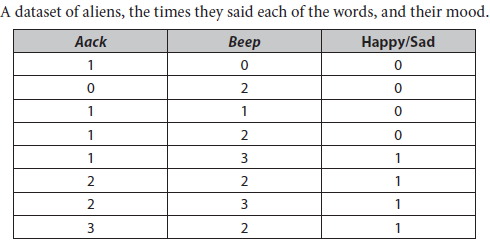 A dataset of aliens, the times they said each of the words, and their mood.
Aack Beep Happy/Sad
1 0 0
0 2 0
1 1 0
1 2 0
1 3 1
2 2 1
2 3 1
3 2 1